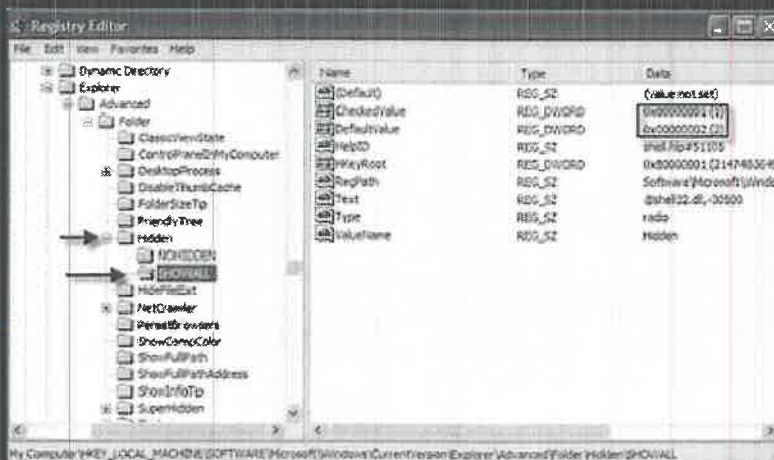 Registry Editor
File Edit View Favorites Help
Dynamic Directory
Explorer
Advanced
Folder
ClassicViewState
ControlPanelInMyComputer
DesktopProcess
DisableThumbCache
FolderSizeTip
FriendlyTree
Hidden
NOHIDDEN
SHOWALL
HideFileExt
NetCrawler
PersistBrowsers
ShowCompColor
ShowFullPath
ShowFullPathAddress
ShowInfoTip
SuperHidden
Name Type Data
(Default) REG_SZ (value not set)
CheckedValue REG_DWORD 0x00000001 (1)
DefaultValue REG_DWORD 0x00000002 (2)
HelpID REG_SZ shell.hlp#51105
HKeyRoot REG_DWORD 0x80000001 (214748364
RegPath REG_SZ Software\Microsoft\Windo
Text REG_SZ @shell32.dll,-30500
Type REG_SZ radio
ValueName REG_SZ Hidden
My Computer\HKEY_LOCAL_MACHINE\SOFTWARE\Microsoft\Windows\CurrentVersion\Explorer\Advanced\Folder\Hidden\SHOWALL